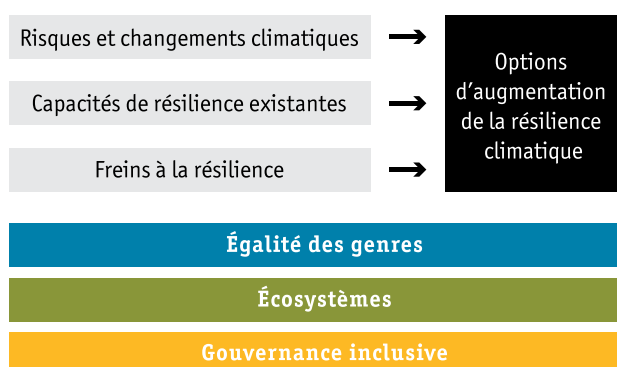 Risques et changements climatiques
Capacités de résilience existantes
Freins à la résilience
Options
d’augmentation
de la résilience
climatique
Égalité des genres
Écosystèmes
Gouvernance inclusive